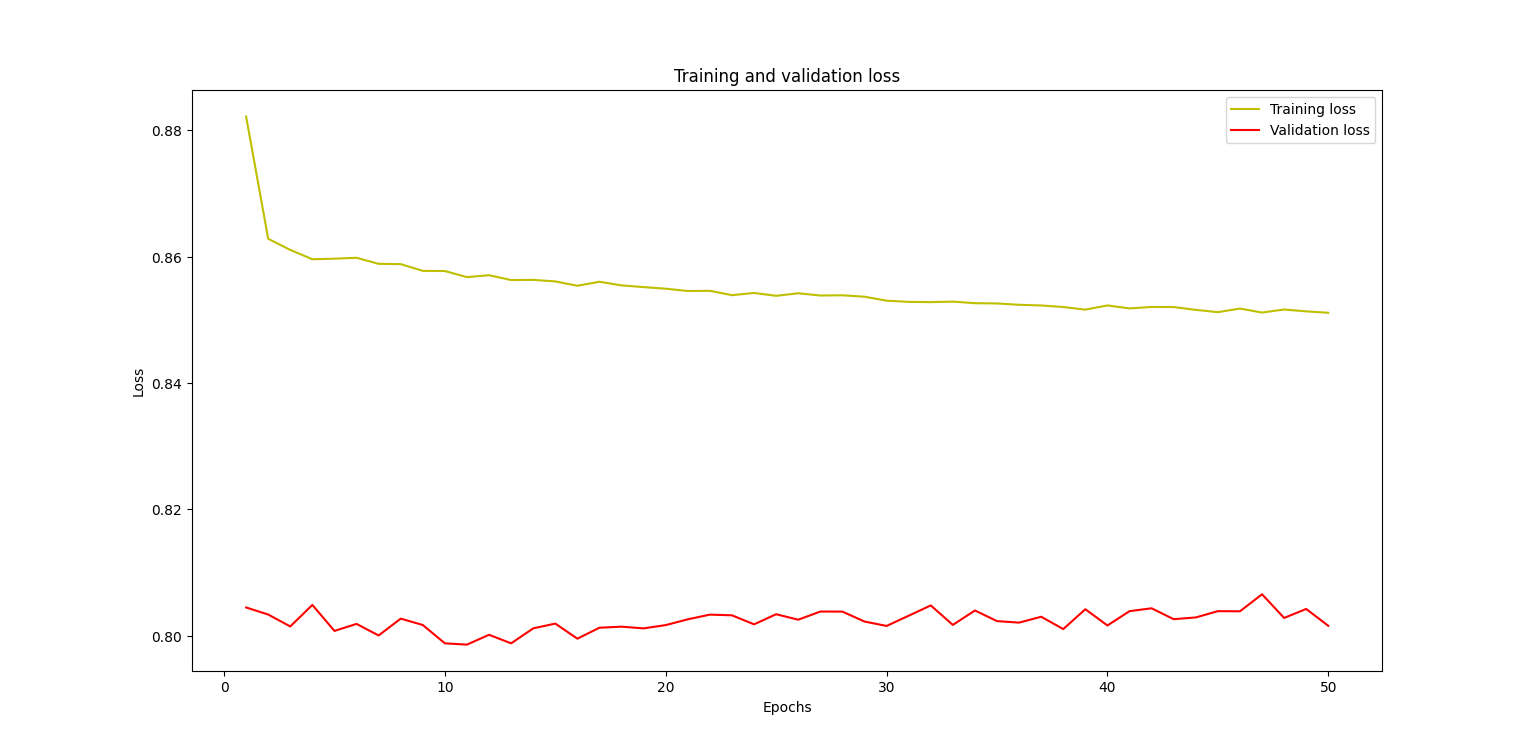 Training and validation loss
Training loss
Validation loss
0.88
0.86
0.84
0.82
0.80
Loss
0 10 20 30 40 50
Epochs